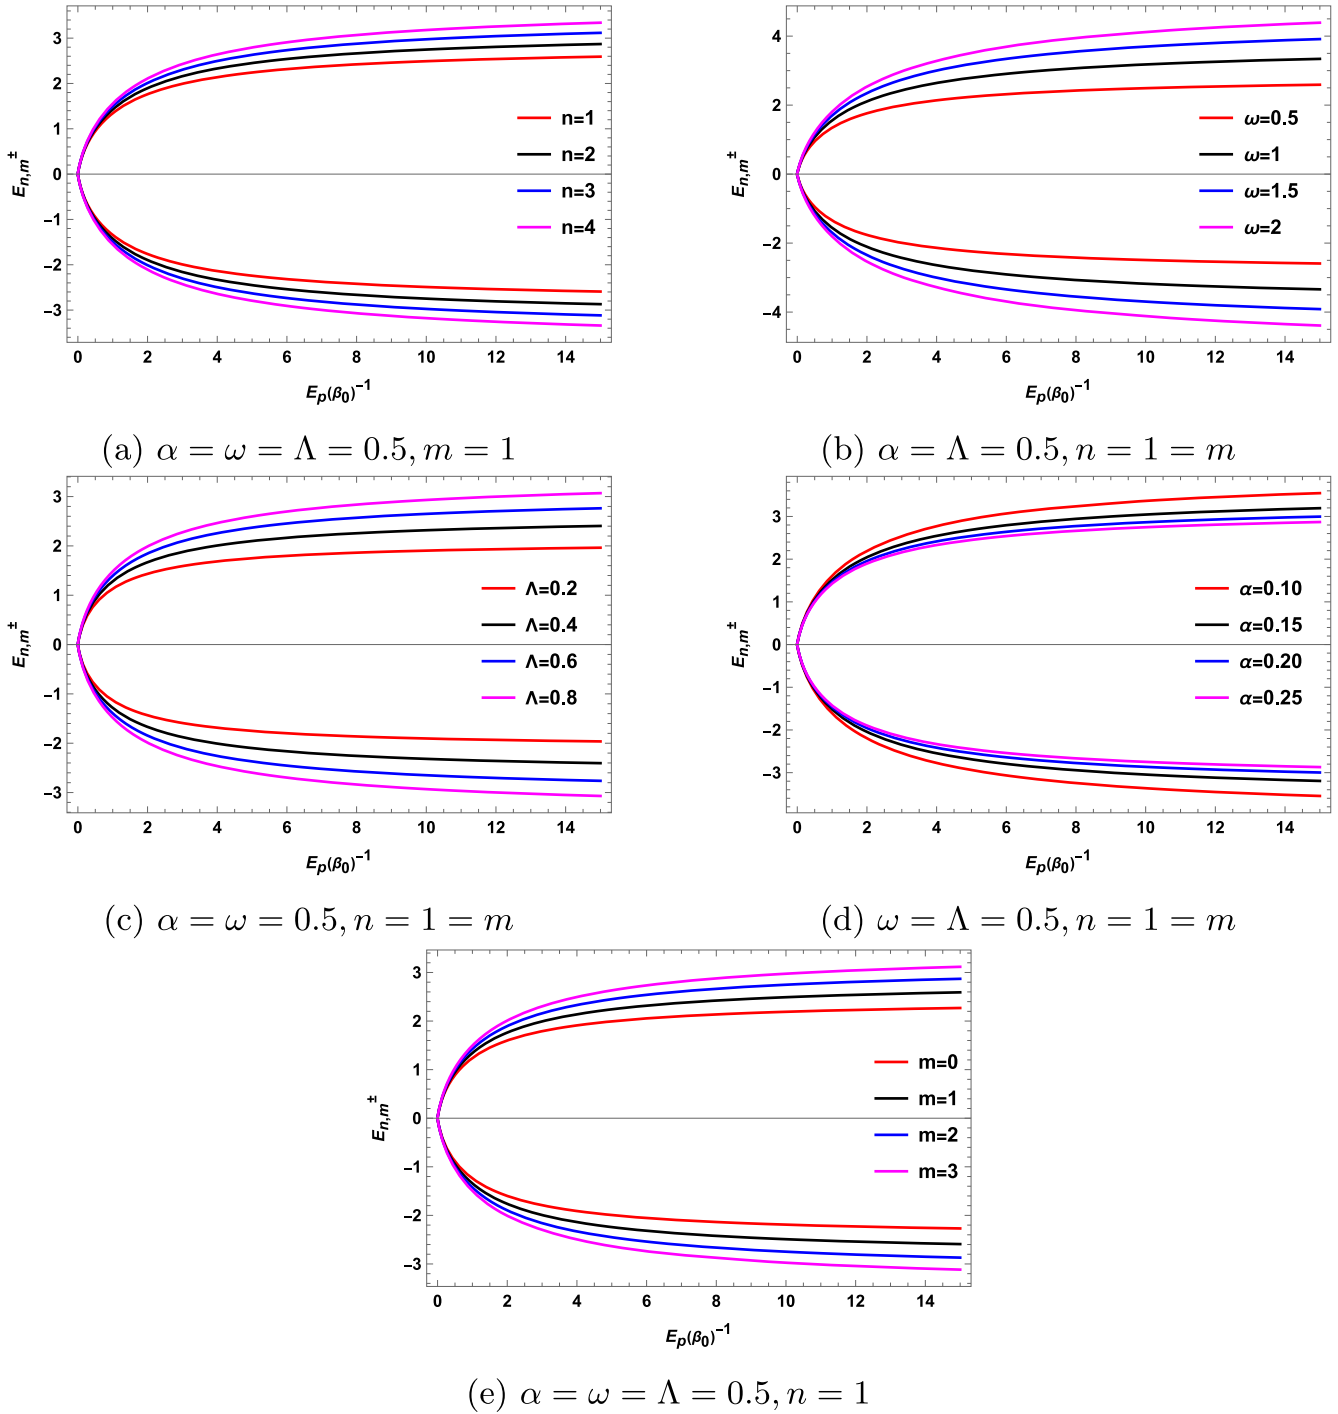 3
2
1
0
−1
−2
−3
0 2 4 6 8 10 12 14
E_{n,m}^±
E_p(β_0)^{-1}
n=1
n=2
n=3
n=4
(a) α = ω = Λ = 0.5, m = 1
4
2
0
−2
−4
0 2 4 6 8 10 12 14
E_{n,m}^±
E_p(β_0)^{-1}
ω=0.5
ω=1
ω=1.5
ω=2
(b) α = Λ = 0.5, n = 1 = m
3
2
1
0
−1
−2
−3
0 2 4 6 8 10 12 14
E_{n,m}^±
E_p(β_0)^{-1}
Λ=0.2
Λ=0.4
Λ=0.6
Λ=0.8
(c) α = ω = 0.5, n = 1 = m
3
2
1
0
−1
−2
−3
0 2 4 6 8 10 12 14
E_{n,m}^±
E_p(β_0)^{-1}
α=0.10
α=0.15
α=0.20
α=0.25
(d) ω = Λ = 0.5, n = 1 = m
3
2
1
0
−1
−2
−3
0 2 4 6 8 10 12 14
E_{n,m}^±
E_p(β_0)^{-1}
m=0
m=1
m=2
m=3
(e) α = ω = Λ = 0.5, n = 1